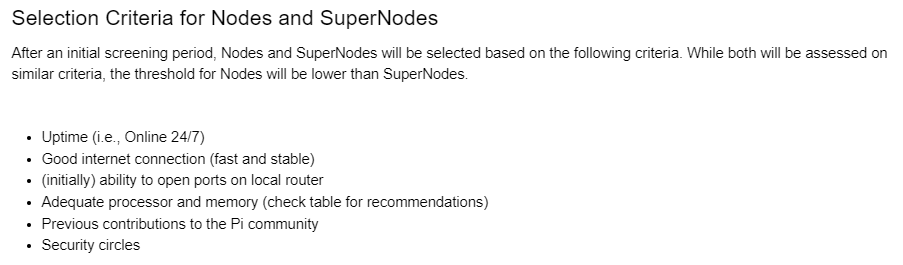 Selection Criteria for Nodes and SuperNodes
After an initial screening period, Nodes and SuperNodes will be selected based on the following criteria. While both will be assessed on
similar criteria, the threshold for Nodes will be lower than SuperNodes.
• Uptime (i.e., Online 24/7)
• Good internet connection (fast and stable)
• (initially) ability to open ports on local router
• Adequate processor and memory (check table for recommendations)
• Previous contributions to the Pi community
• Security circles